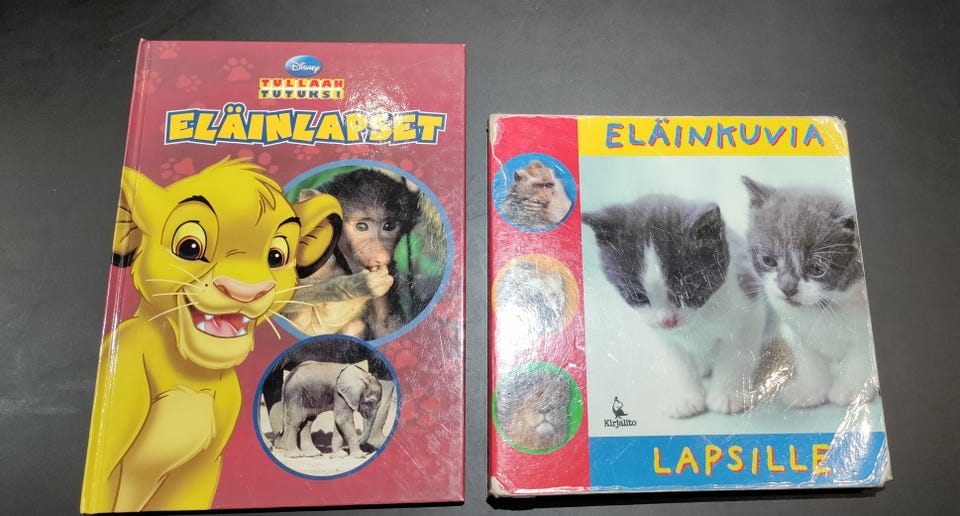 Disney
TULLAAN
TUTUKSI
ELÄINLAPSET
ELÄINKUVIA
Kirjalito
LAPSILLE